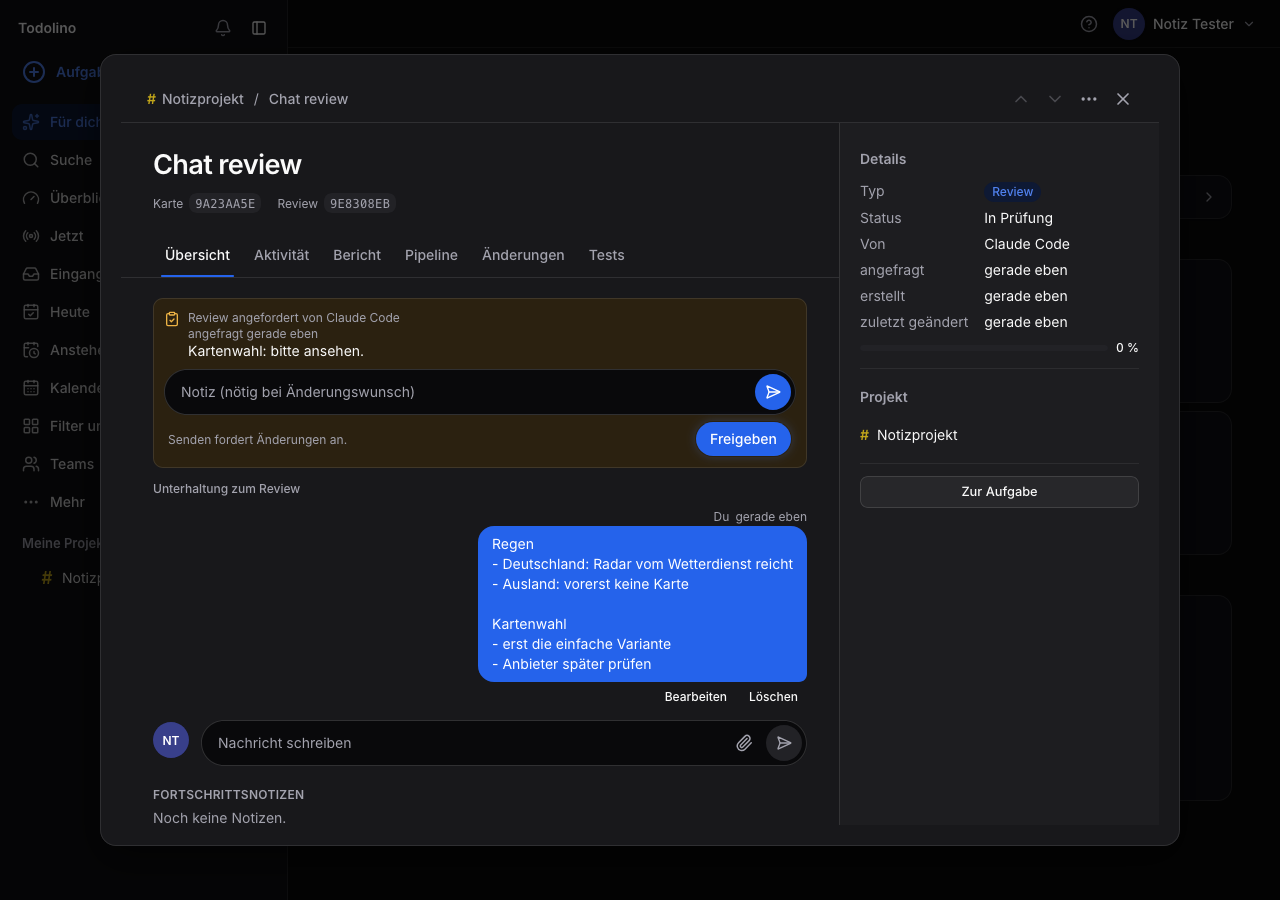 Todolino
NT Notiz Tester
Aufga
Für dich
Suche
Überbli
Jetzt
Eingang
Heute
Ansteh
Kalende
Filter u
Teams
Mehr
Meine Projek
# Notizp
# Notizprojekt / Chat review
Chat review
Karte 9A23AA5E Review 9E8308EB
Übersicht Aktivität Bericht Pipeline Änderungen Tests
Review angefordert von Claude Code
angefragt gerade eben
Kartenwahl: bitte ansehen.
Notiz (nötig bei Änderungswunsch)
Senden fordert Änderungen an.
Freigeben
Unterhaltung zum Review
Du gerade eben
Regen
- Deutschland: Radar vom Wetterdienst reicht
- Ausland: vorerst keine Karte
Kartenwahl
- erst die einfache Variante
- Anbieter später prüfen
Bearbeiten Löschen
NT
Nachricht schreiben
FORTSCHRITTSNOTIZEN
Noch keine Notizen.
Details
Typ Review
Status In Prüfung
Von Claude Code
angefragt gerade eben
erstellt gerade eben
zuletzt geändert gerade eben
0 %
Projekt
# Notizprojekt
Zur Aufgabe